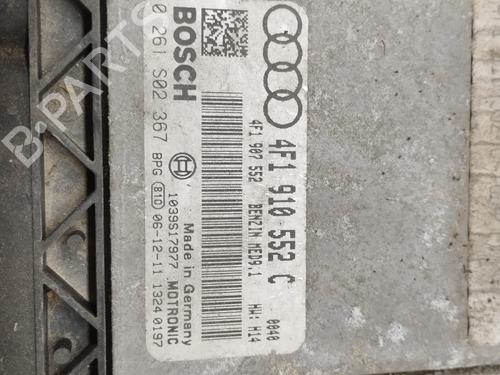 BOSCH
0 261 S02 367
4F1 910 552 C
4F1 907 552 BENZIN MED9.1 HW: H14
0040
Made in Germany
1039S17977 MOTRONIC
BPG 810 06-12-11 1324 0197